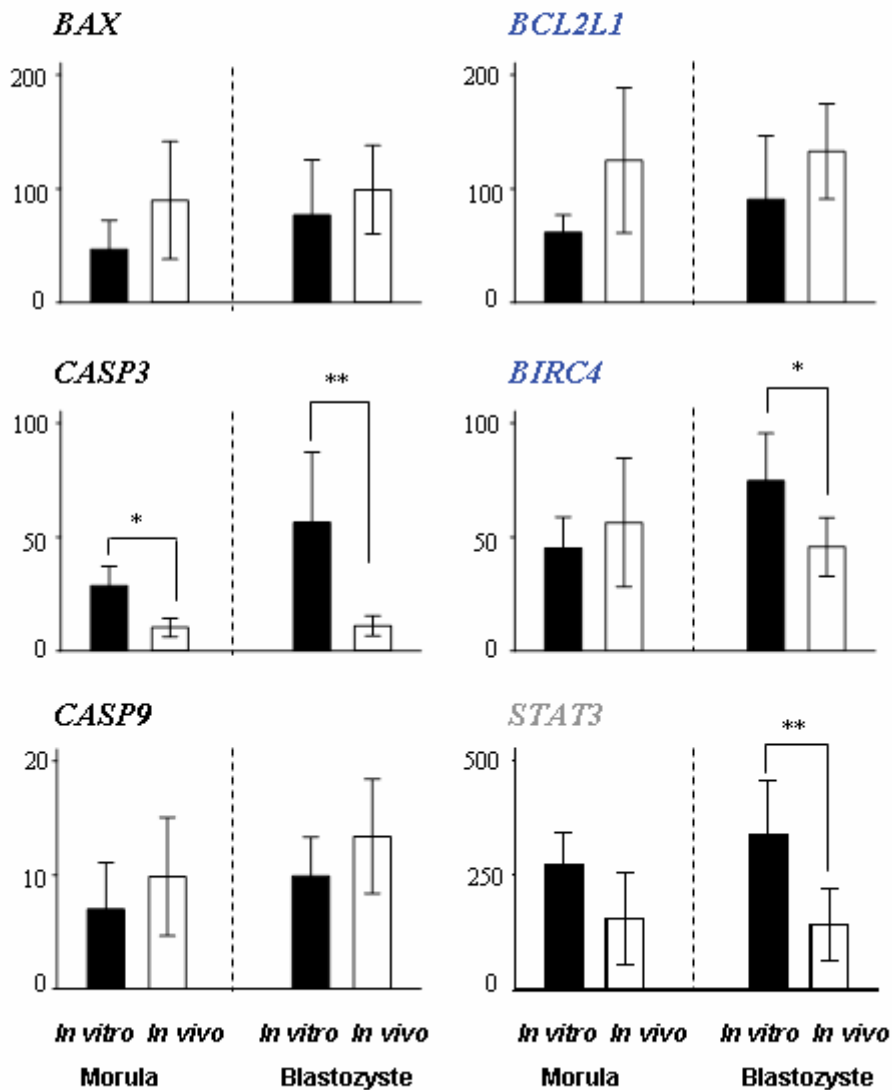 BAX BCL2L1
200 200
100 100
0 0
CASP3 BIRC4
** *
100 100
*
50 50
0 0
CASP9 STAT3
**
20 500
10 250
0 0
In vitro In vivo In vitro In vivo In vitro In vivo In vitro In vivo
Morula Blastozyste Morula Blastozyste